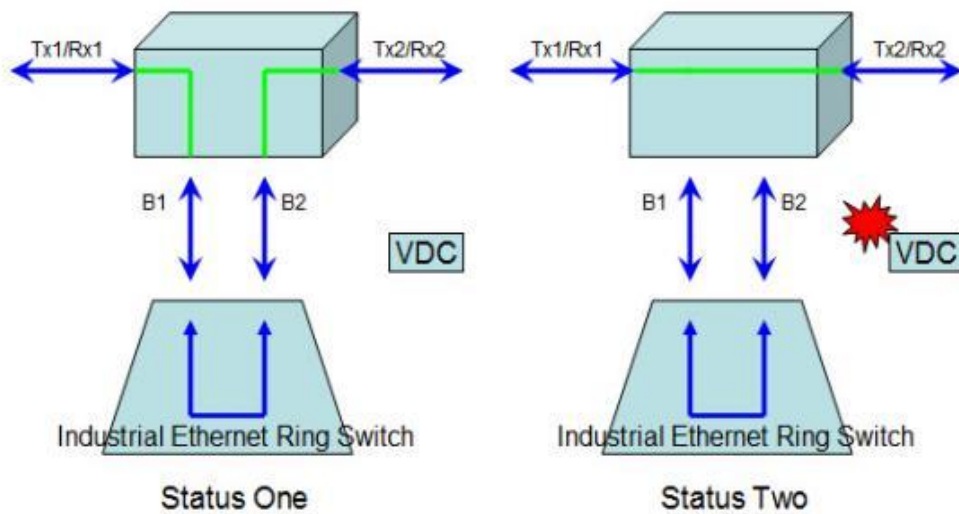 Tx1/Rx1
Tx2/Rx2
B1
B2
VDC
Industrial Ethernet Ring Switch
Status One
Tx1/Rx1
Tx2/Rx2
B1
B2
VDC
Industrial Ethernet Ring Switch
Status Two